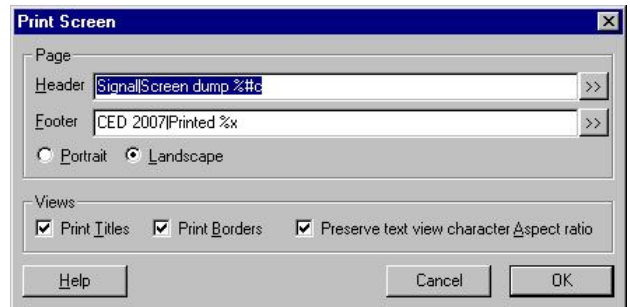 Print Screen
Page
Header Signal|Screen dump %#c >>
Footer CED 2007|Printed %x >>
Portrait Landscape
Views
Print Titles Print Borders Preserve text view character Aspect ratio
Help Cancel OK